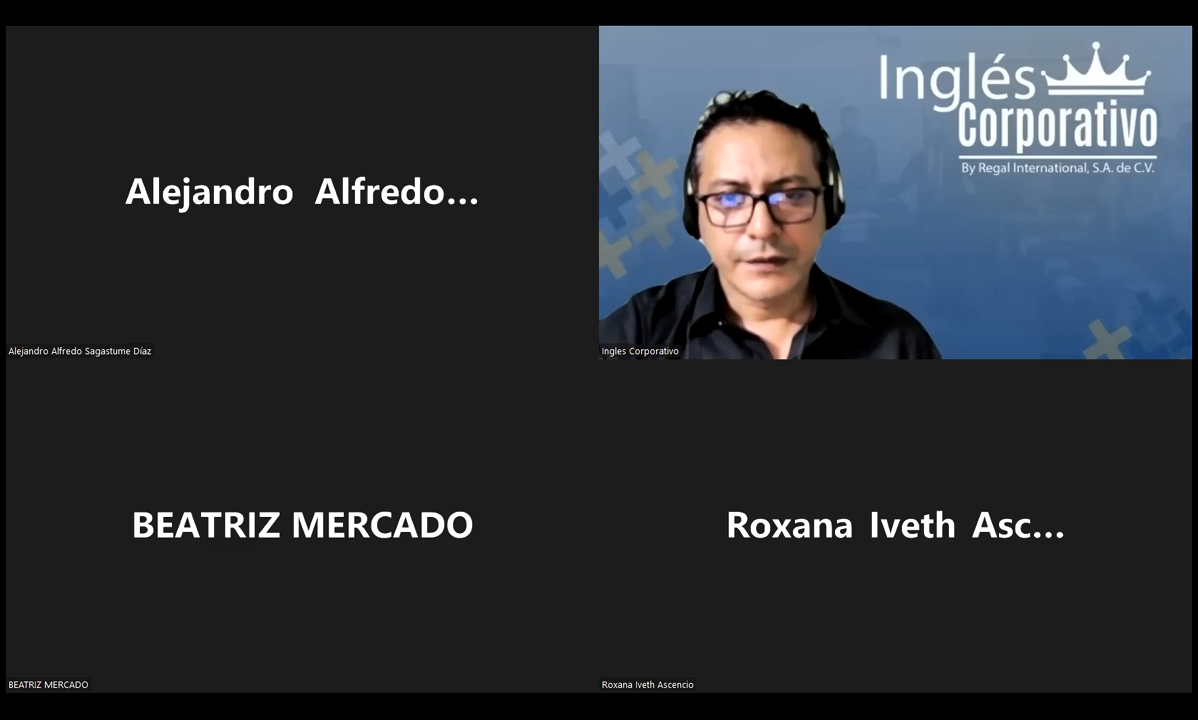 Alejandro Alfredo...
Alejandro Alfredo Sagastume Díaz
Inglés
Corporativo
By Regal International, S.A. de C.V.
Ingles Corporativo
BEATRIZ MERCADO
BEATRIZ MERCADO
Roxana Iveth Asc...
Roxana Iveth Ascencio